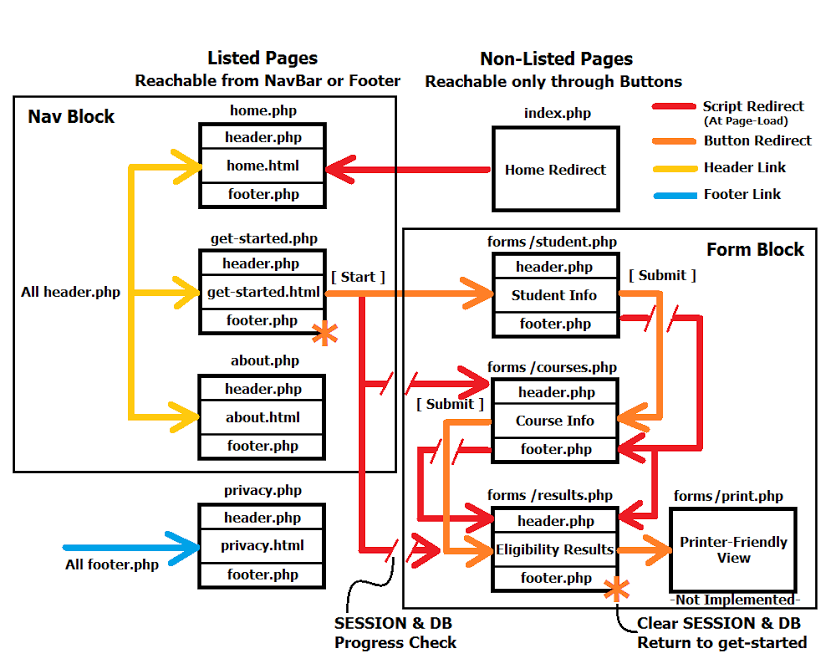 Listed Pages
Reachable from NavBar or Footer
Non-Listed Pages
Reachable only through Buttons
Nav Block
home.php
header.php
home.html
footer.php
index.php
Home Redirect
Script Redirect
(At Page-Load)
Button Redirect
Header Link
Footer Link
All header.php
get-started.php
header.php
get-started.html
footer.php
[ Start ]
about.php
header.php
about.html
footer.php
privacy.php
header.php
privacy.html
footer.php
All footer.php
Form Block
forms/student.php
header.php
Student Info
footer.php
[ Submit ]
forms/courses.php
header.php
Course Info
footer.php
[ Submit ]
forms/results.php
header.php
Eligibility Results
footer.php
forms/print.php
Printer-Friendly
View
-Not Implemented-
SESSION & DB
Progress Check
Clear SESSION & DB
Return to get-started